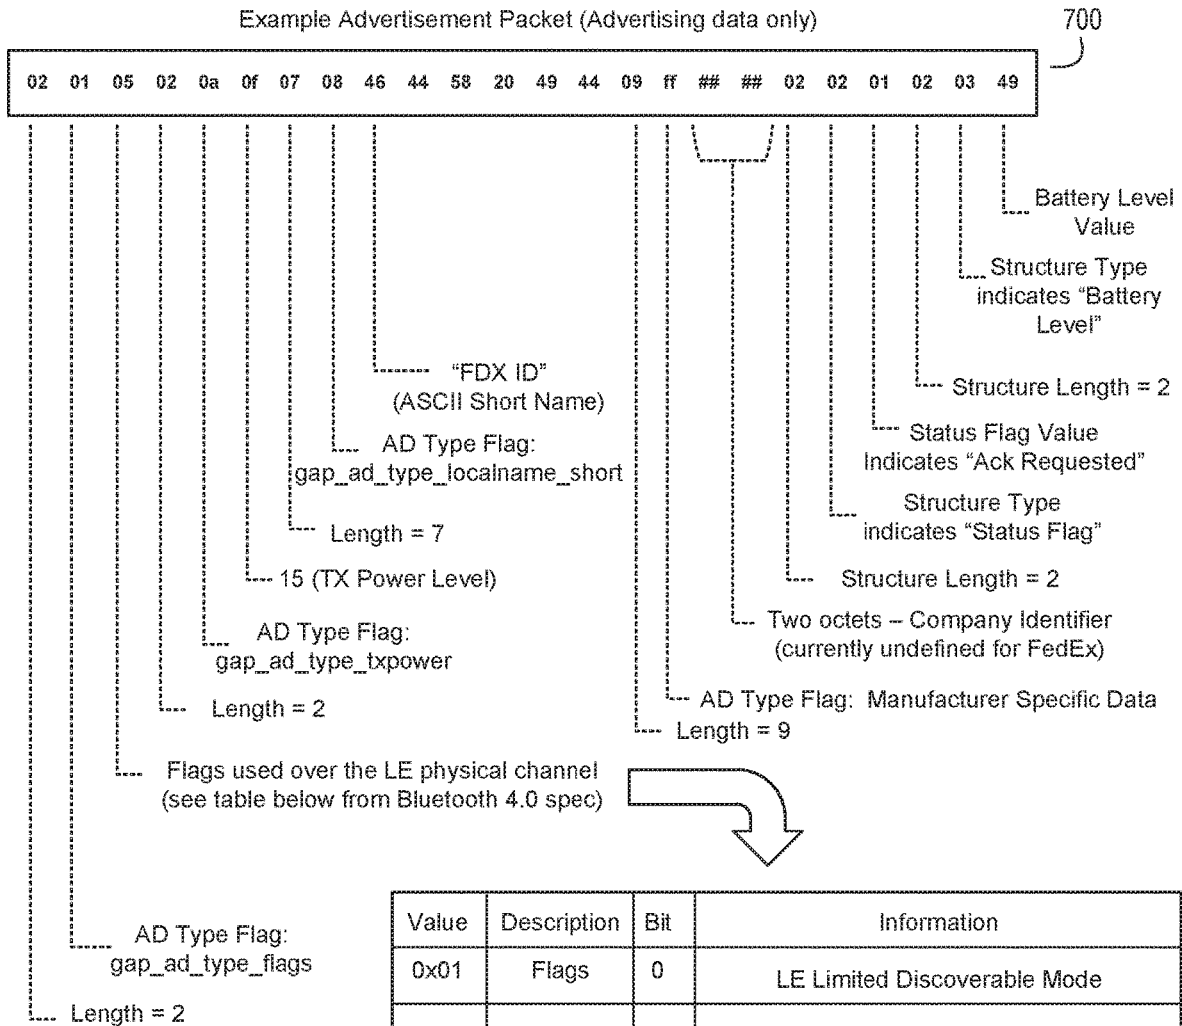 Example Advertisement Packet (Advertising data only)
700
02 01 05 02 0a 0f 07 08 46 44 58 20 49 44 09 ff ## ## 02 02 01 02 03 49
Battery Level
Value
Structure Type
indicates "Battery
Level"
"FDX ID"
(ASCII Short Name)
Structure Length = 2
AD Type Flag:
gap_ad_type_localname_short
Status Flag Value
Indicates "Ack Requested"
Structure Type
indicates "Status Flag"
Length = 7
15 (TX Power Level)
Structure Length = 2
AD Type Flag:
gap_ad_type_txpower
Two octets – Company Identifier
(currently undefined for FedEx)
Length = 2
AD Type Flag: Manufacturer Specific Data
Length = 9
Flags used over the LE physical channel
(see table below from Bluetooth 4.0 spec)
AD Type Flag:
gap_ad_type_flags
Length = 2
Value Description Bit Information
0x01 Flags 0 LE Limited Discoverable Mode